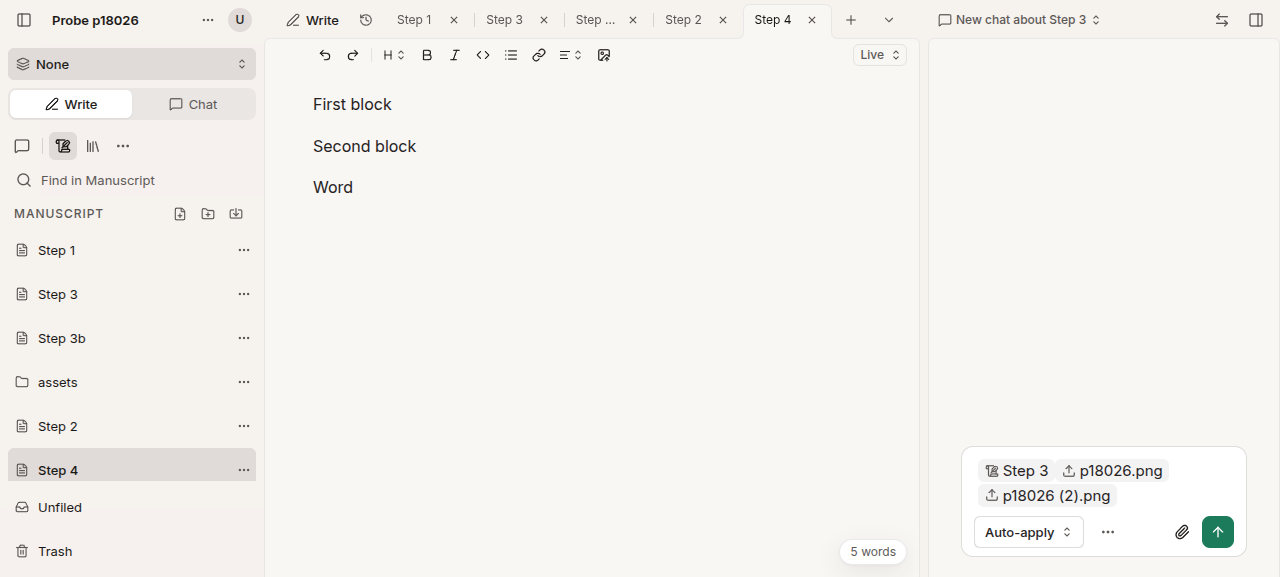 Probe p18026
U
None
Write
Chat
Find in Manuscript
MANUSCRIPT
Step 1
Step 3
Step 3b
assets
Step 2
Step 4
Unfiled
Trash
Write
Step 1
Step 3
Step ...
Step 2
Step 4
H
B
I
Live
First block
Second block
Word
5 words
New chat about Step 3
Step 3 p18026.png
p18026 (2).png
Auto-apply